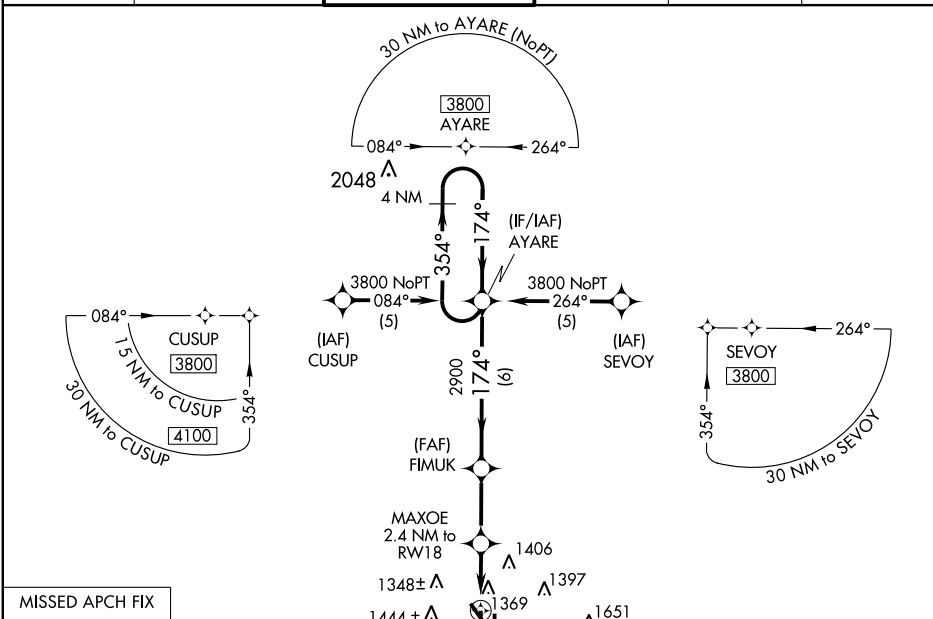 30 NM to AYARE (NoPT)
3800
AYARE
084°
264°
2048
4 NM
354°
174°
(IF/IAF)
AYARE
3800 NoPT
084°
(5)
(IAF)
CUSUP
3800 NoPT
264°
(5)
(IAF)
SEVOY
084°
CUSUP
3800
15 NM to CUSUP
4100
30 NM to CUSUP
354°
264°
SEVOY
3800
354°
30 NM to SEVOY
2900
174°
(6)
(FAF)
FIMUK
MAXOE
2.4 NM to
RW18
1406
1348±
1397
1369
1444 ±
1651
MISSED APCH FIX